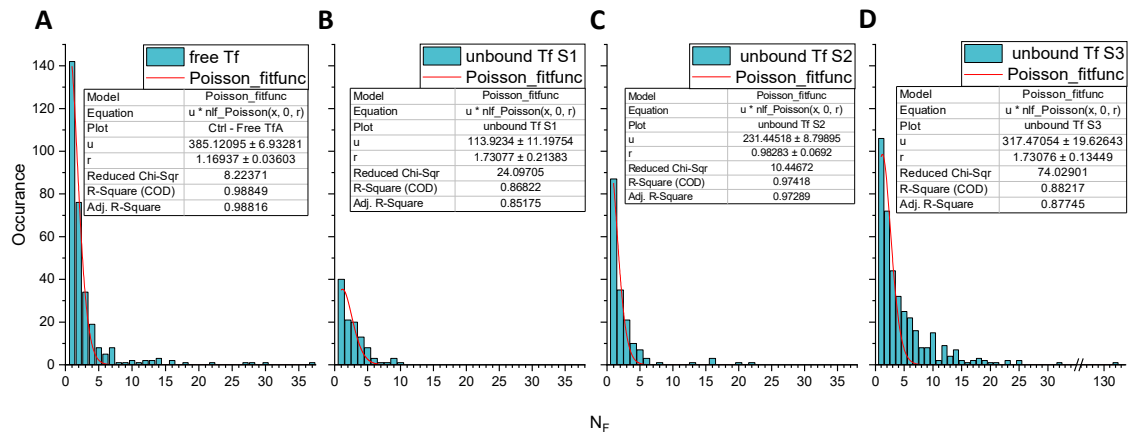 A
B
C
D
free Tf
Poisson_fitfunc
Model Poisson_fitfunc
Equation u * nlf_Poisson(x, 0, r)
Plot Ctrl - Free TfA
u 385.12095 ± 6.93281
r 1.16937 ± 0.03603
Reduced Chi-Sqr 8.22371
R-Square (COD) 0.98849
Adj. R-Square 0.98816
unbound Tf S1
Poisson_fitfunc
Model Poisson_fitfunc
Equation u * nlf_Poisson(x, 0, r)
Plot unbound Tf S1
u 113.9234 ± 11.19754
r 1.73077 ± 0.21383
Reduced Chi-Sqr 24.09705
R-Square (COD) 0.86822
Adj. R-Square 0.85175
unbound Tf S2
Poisson_fitfunc
Model Poisson_fitfunc
Equation u * nlf_Poisson(x, 0, r)
Plot unbound Tf S2
u 231.44518 ± 8.79895
r 0.98283 ± 0.0692
Reduced Chi-Sqr 10.44672
R-Square (COD) 0.97418
Adj. R-Square 0.97289
unbound Tf S3
Poisson_fitfunc
Model Poisson_fitfunc
Equation u * nlf_Poisson(x, 0, r)
Plot unbound Tf S3
u 317.47054 ± 19.62643
r 1.73076 ± 0.13449
Reduced Chi-Sqr 74.02901
R-Square (COD) 0.88217
Adj. R-Square 0.87745
Occurance
140
120
100
80
60
40
20
0
0 5 10 15 20 25 30 35
0 5 10 15 20 25 30 35
0 5 10 15 20 25 30 35
0 5 10 15 20 25 30 130
N_F